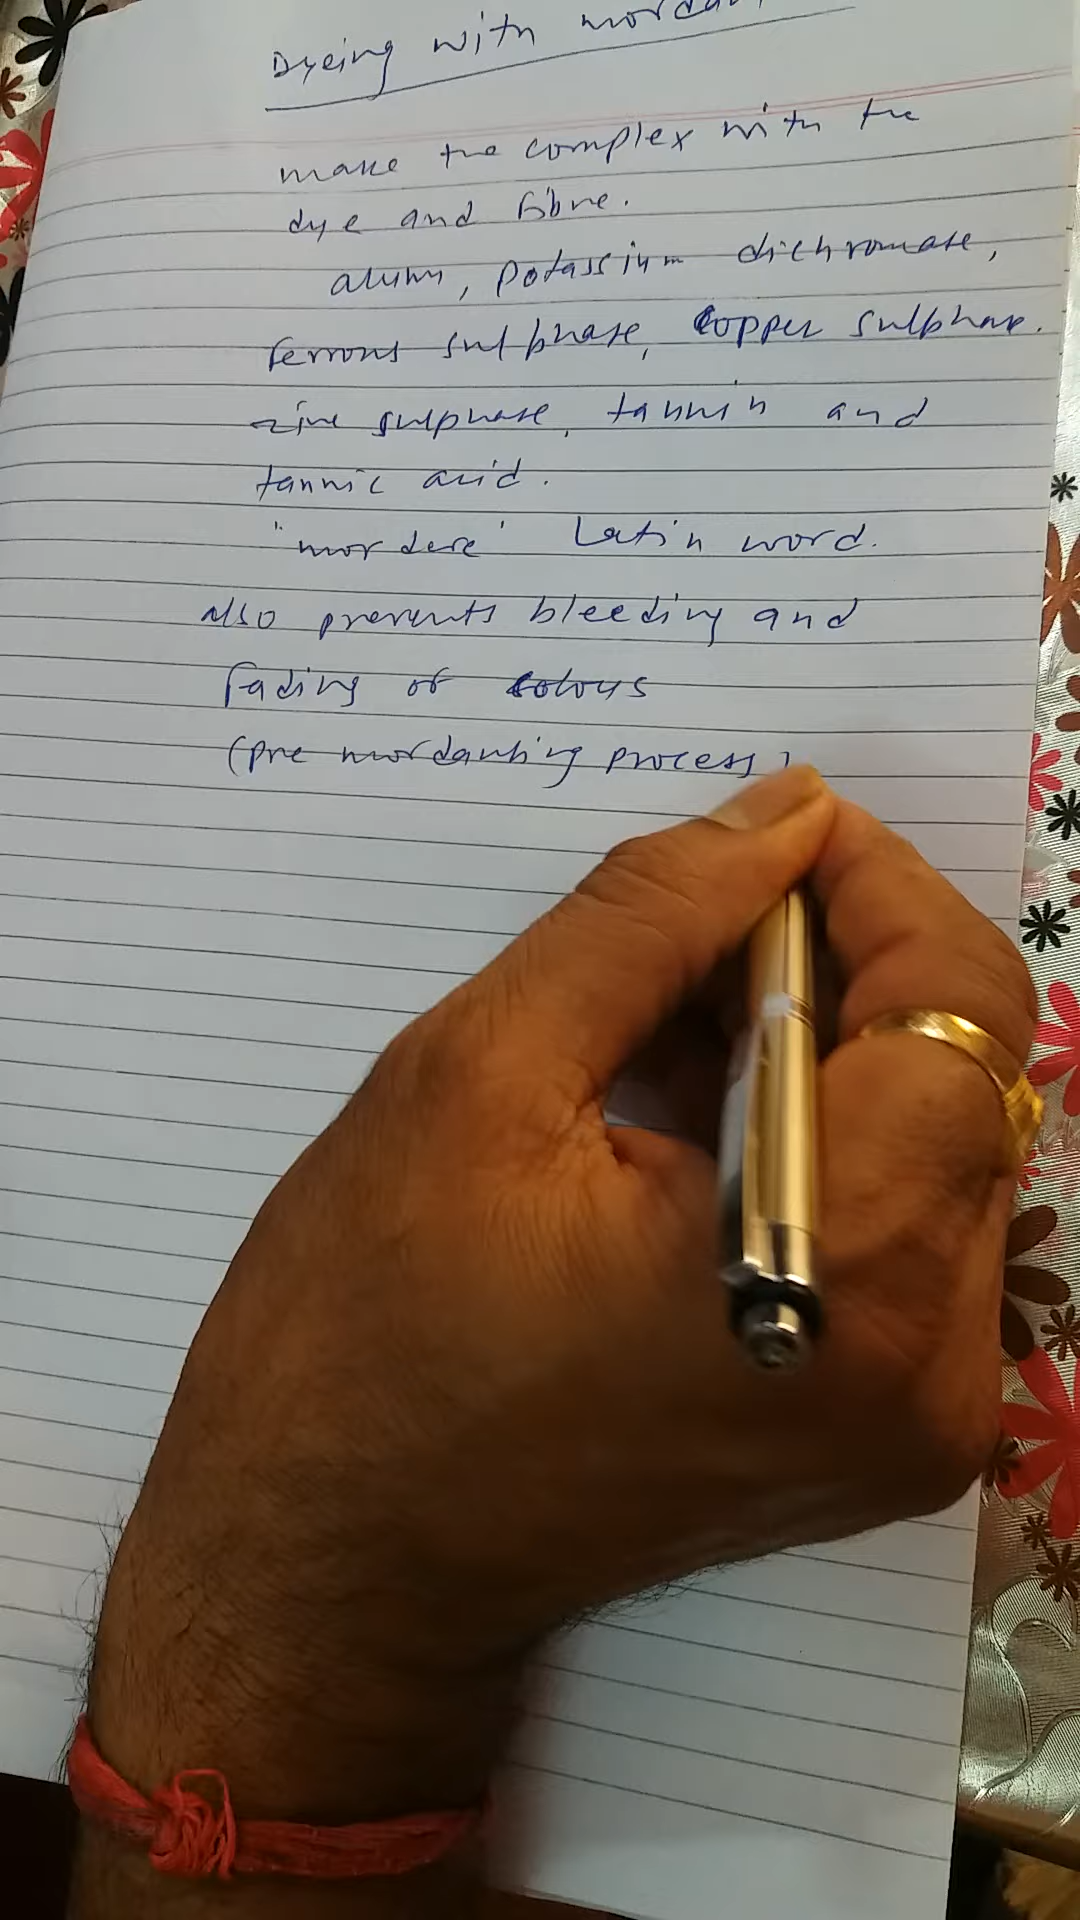 Dyeing with mordan
make the complex with the
dye and fibre.
alum, potassium dichromate,
ferrous sulphate, copper sulphate.
zinc sulphate, tannin and
tannic acid.
"mordere" Latin word.
also prevents bleeding and
fading of colours
(pre mordanting process)